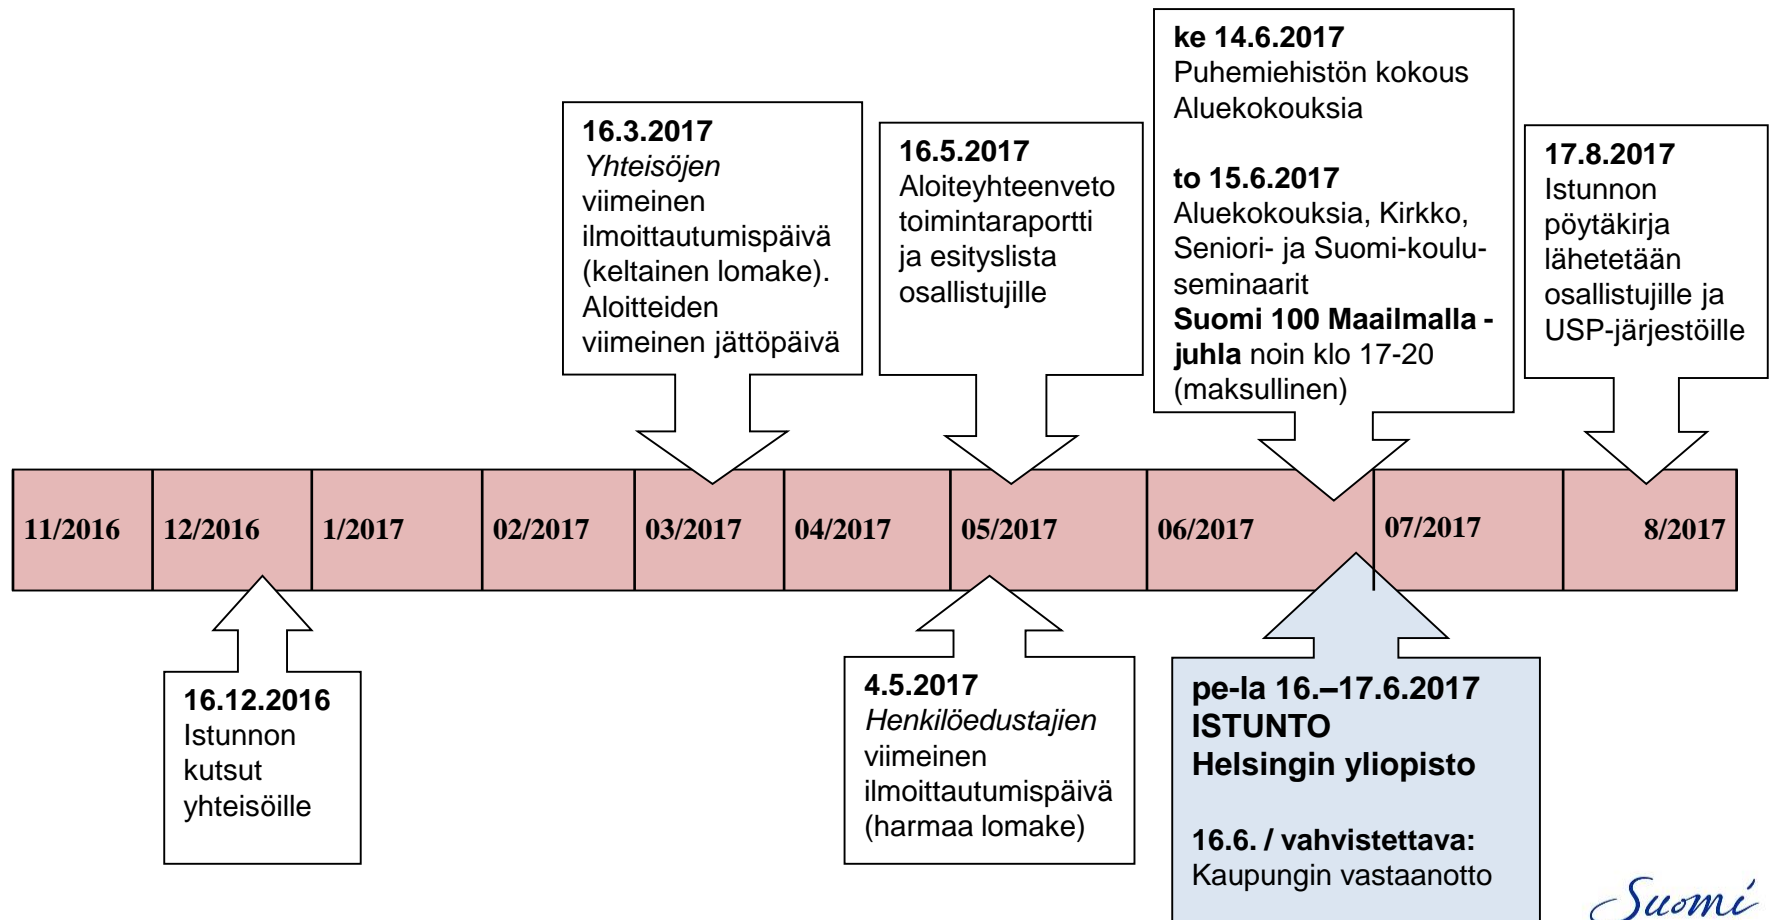 ke 14.6.2017
Puhemiehistön kokous
Aluekokouksia
to 15.6.2017
Aluekokouksia, Kirkko,
Seniori- ja Suomi-koulu-
seminaarit
Suomi 100 Maailmalla -
juhla noin klo 17-20
(maksullinen)
16.3.2017
Yhteisöjen
viimeinen
ilmoittautumispäivä
(keltainen lomake).
Aloitteiden
viimeinen jättöpäivä
16.5.2017
Aloiteyhteenveto
toimintaraportti
ja esityslista
osallistujille
17.8.2017
Istunnon
pöytäkirja
lähetetään
osallistujille ja
USP-järjestöille
11/2016
12/2016
1/2017
02/2017
03/2017
04/2017
05/2017
06/2017
07/2017
8/2017
16.12.2016
Istunnon
kutsut
yhteisöille
4.5.2017
Henkilöedustajien
viimeinen
ilmoittautumispäivä
(harmaa lomake)
pe-la 16.–17.6.2017
ISTUNTO
Helsingin yliopisto
16.6. / vahvistettava:
Kaupungin vastaanotto
Suomi